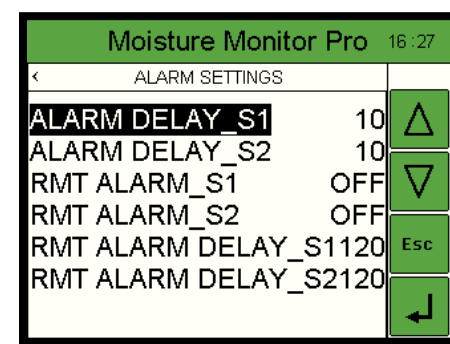 Moisture Monitor Pro 16:27
< ALARM SETTINGS
ALARM DELAY_S1 10
ALARM DELAY_S2 10
RMT ALARM_S1 OFF
RMT ALARM_S2 OFF
RMT ALARM DELAY_S1120
RMT ALARM DELAY_S2120
Esc